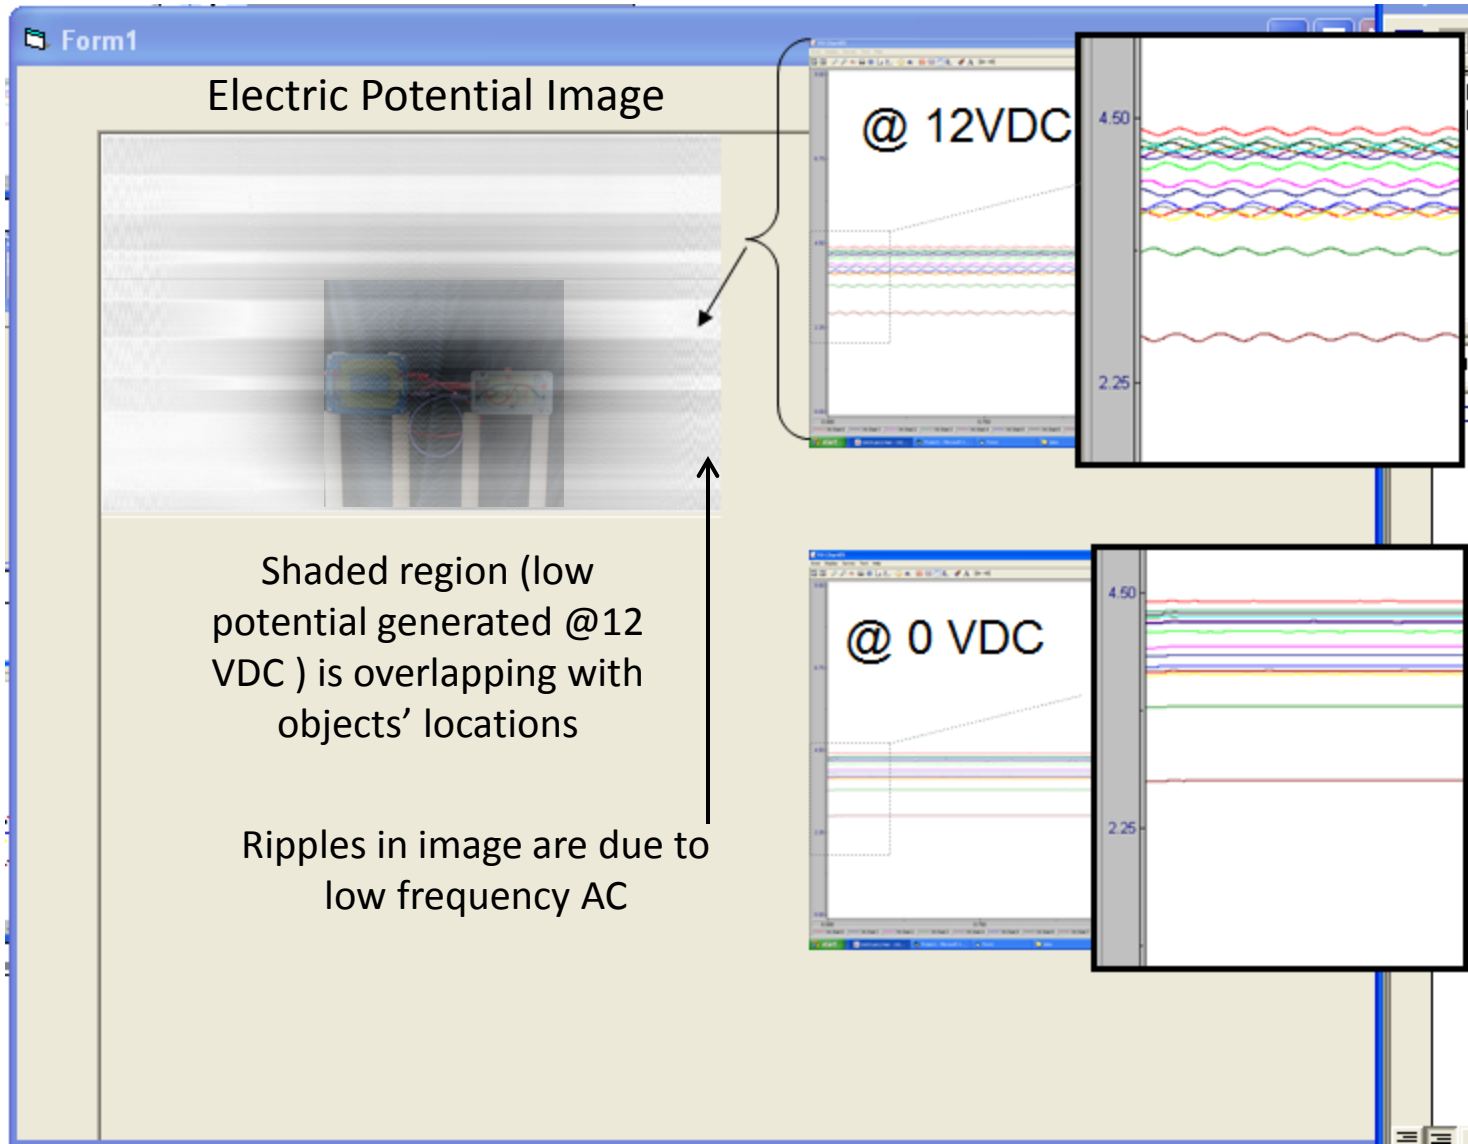 Form1
Electric Potential Image
@ 12VDC
4.50
2.25
Shaded region (low
potential generated @12
VDC ) is overlapping with
objects’ locations
Ripples in image are due to
low frequency AC
@ 0 VDC
4.50
2.25